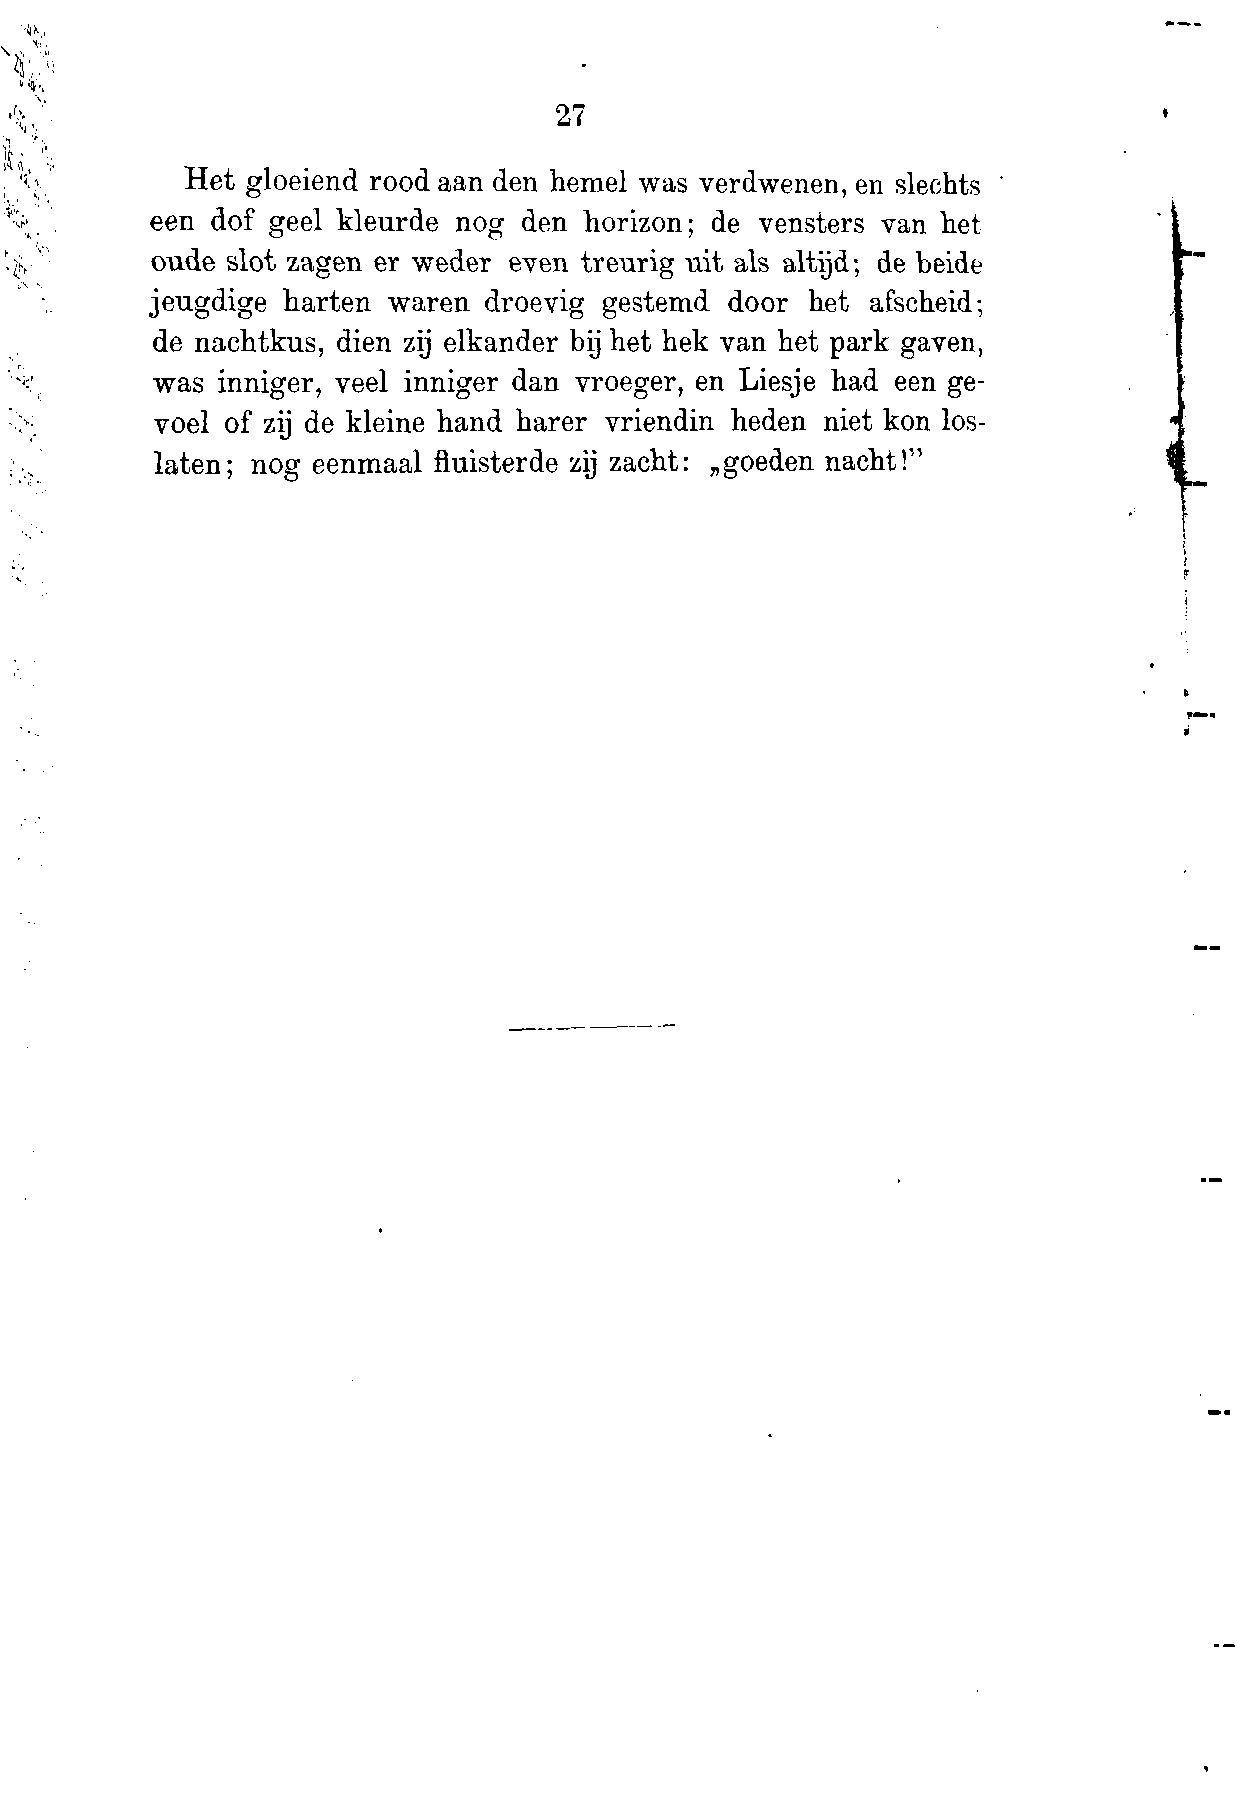 27
Het gloeiend rood aan den hemel was verdwenen, en slechts
een dof geel kleurde nog den horizon; de vensters van het
oude slot zagen er weder even treurig uit als altijd; de beide
jeugdige harten waren droevig gestemd door het afscheid;
de nachtkus, dien zij elkander bij het hek van het park gaven,
was inniger, veel inniger dan vroeger, en Liesje had een ge-
voel of zij de kleine hand harer vriendin heden niet kon los-
laten; nog eenmaal fluisterde zij zacht: „goeden nacht!”